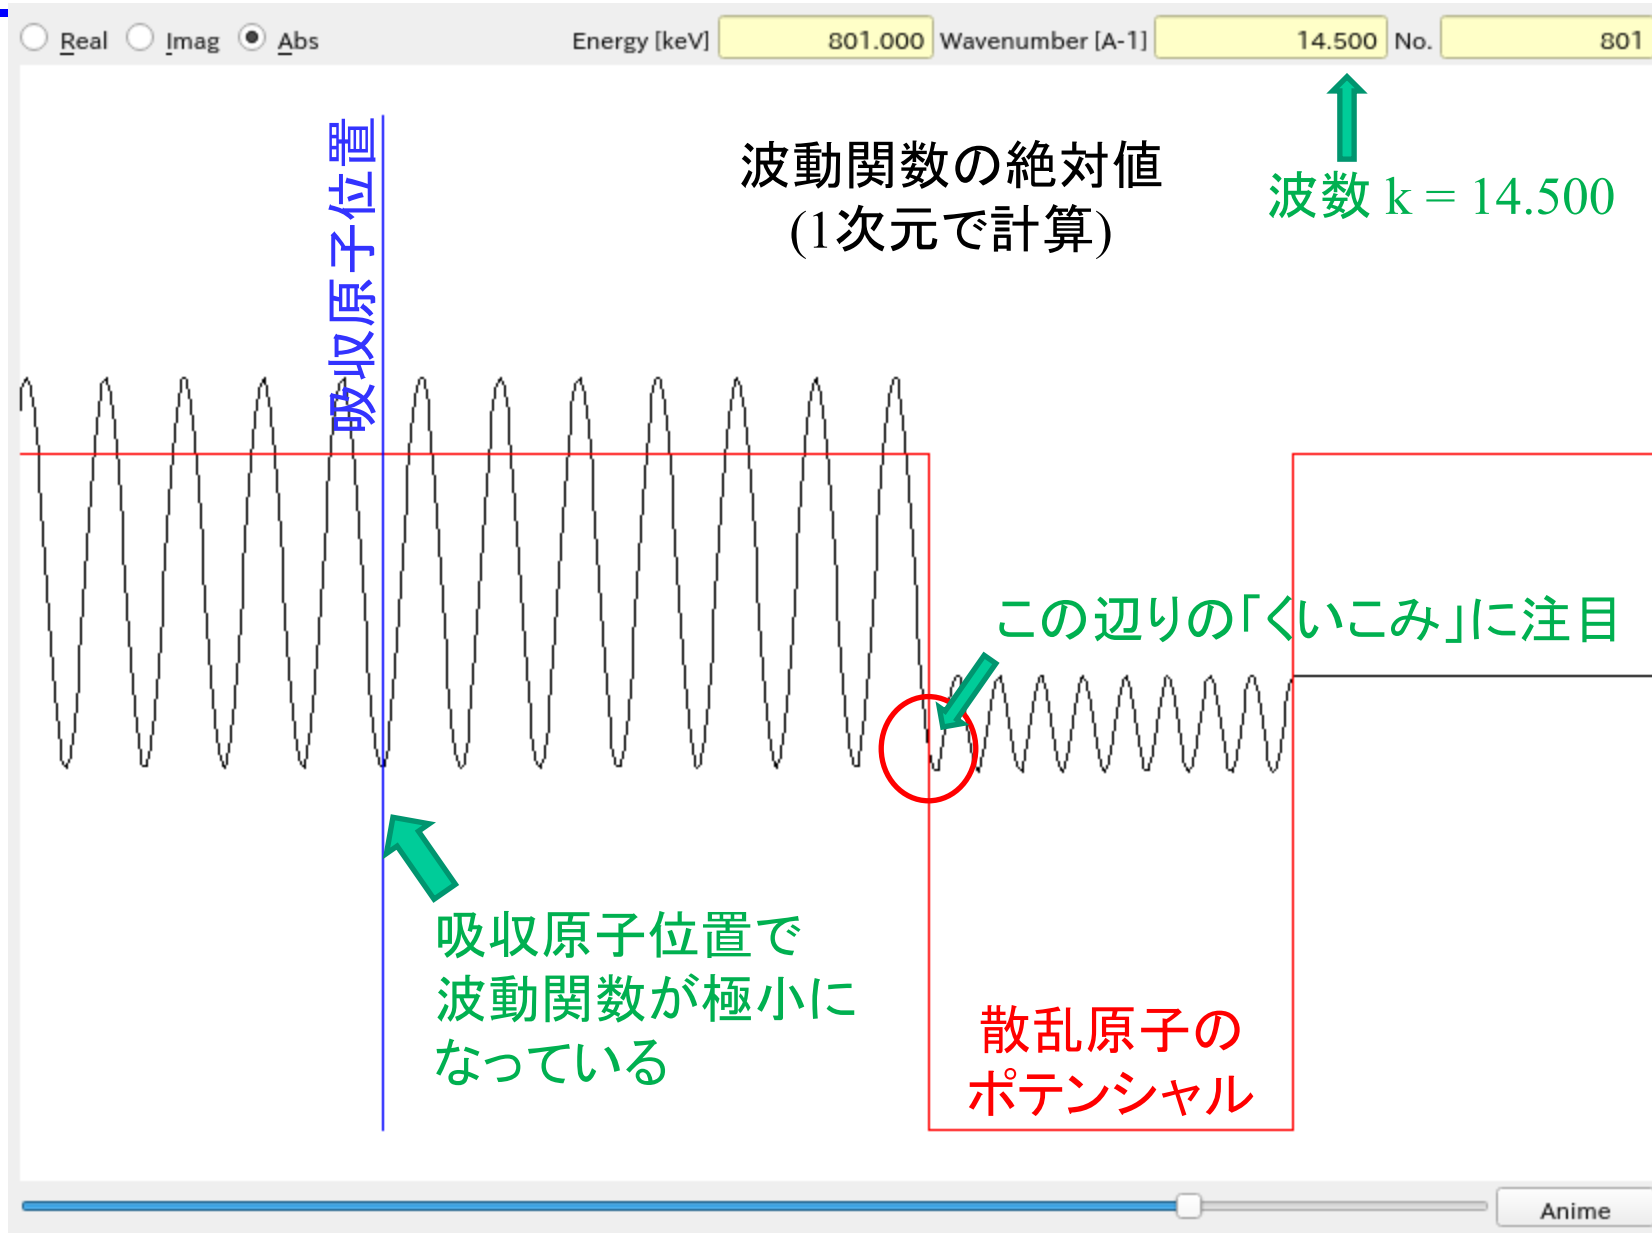 Real Imag Abs Energy [keV] 801.000 Wavenumber [A-1] 14.500 No. 801
吸収原子位置
波動関数の絶対値
(1次元で計算)
波数 k = 14.500
この辺りの「くいこみ」に注目
吸収原子位置で
波動関数が極小に
なっている
散乱原子の
ポテンシャル
Anime